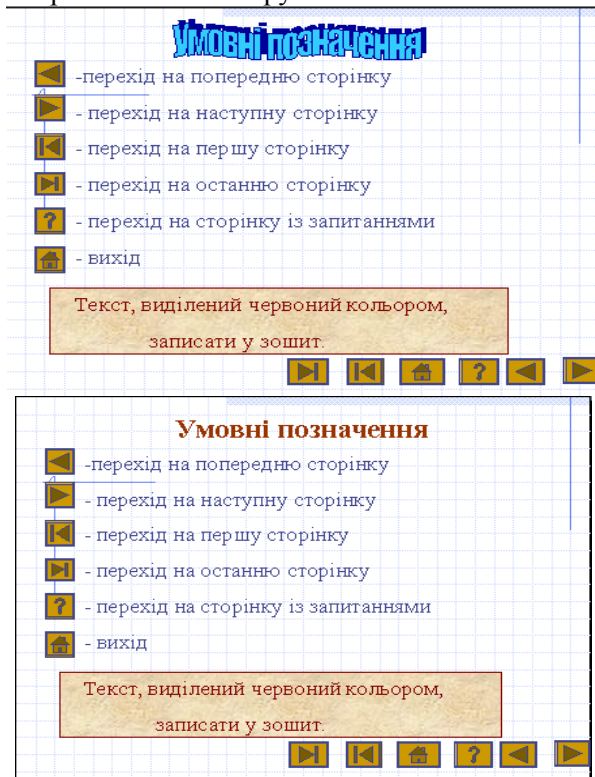 Умовні позначення
-перехід на попередню сторінку
- перехід на наступну сторінку
- перехід на першу сторінку
- перехід на останню сторінку
? - перехід на сторінку із запитаннями
- вихід
Текст, виділений червоний кольором,
записати у зошит.
?
Умовні позначення
-перехід на попередню сторінку
- перехід на наступну сторінку
- перехід на першу сторінку
- перехід на останню сторінку
? - перехід на сторінку із запитаннями
- вихід
Текст, виділений червоний кольором,
записати у зошит.
?